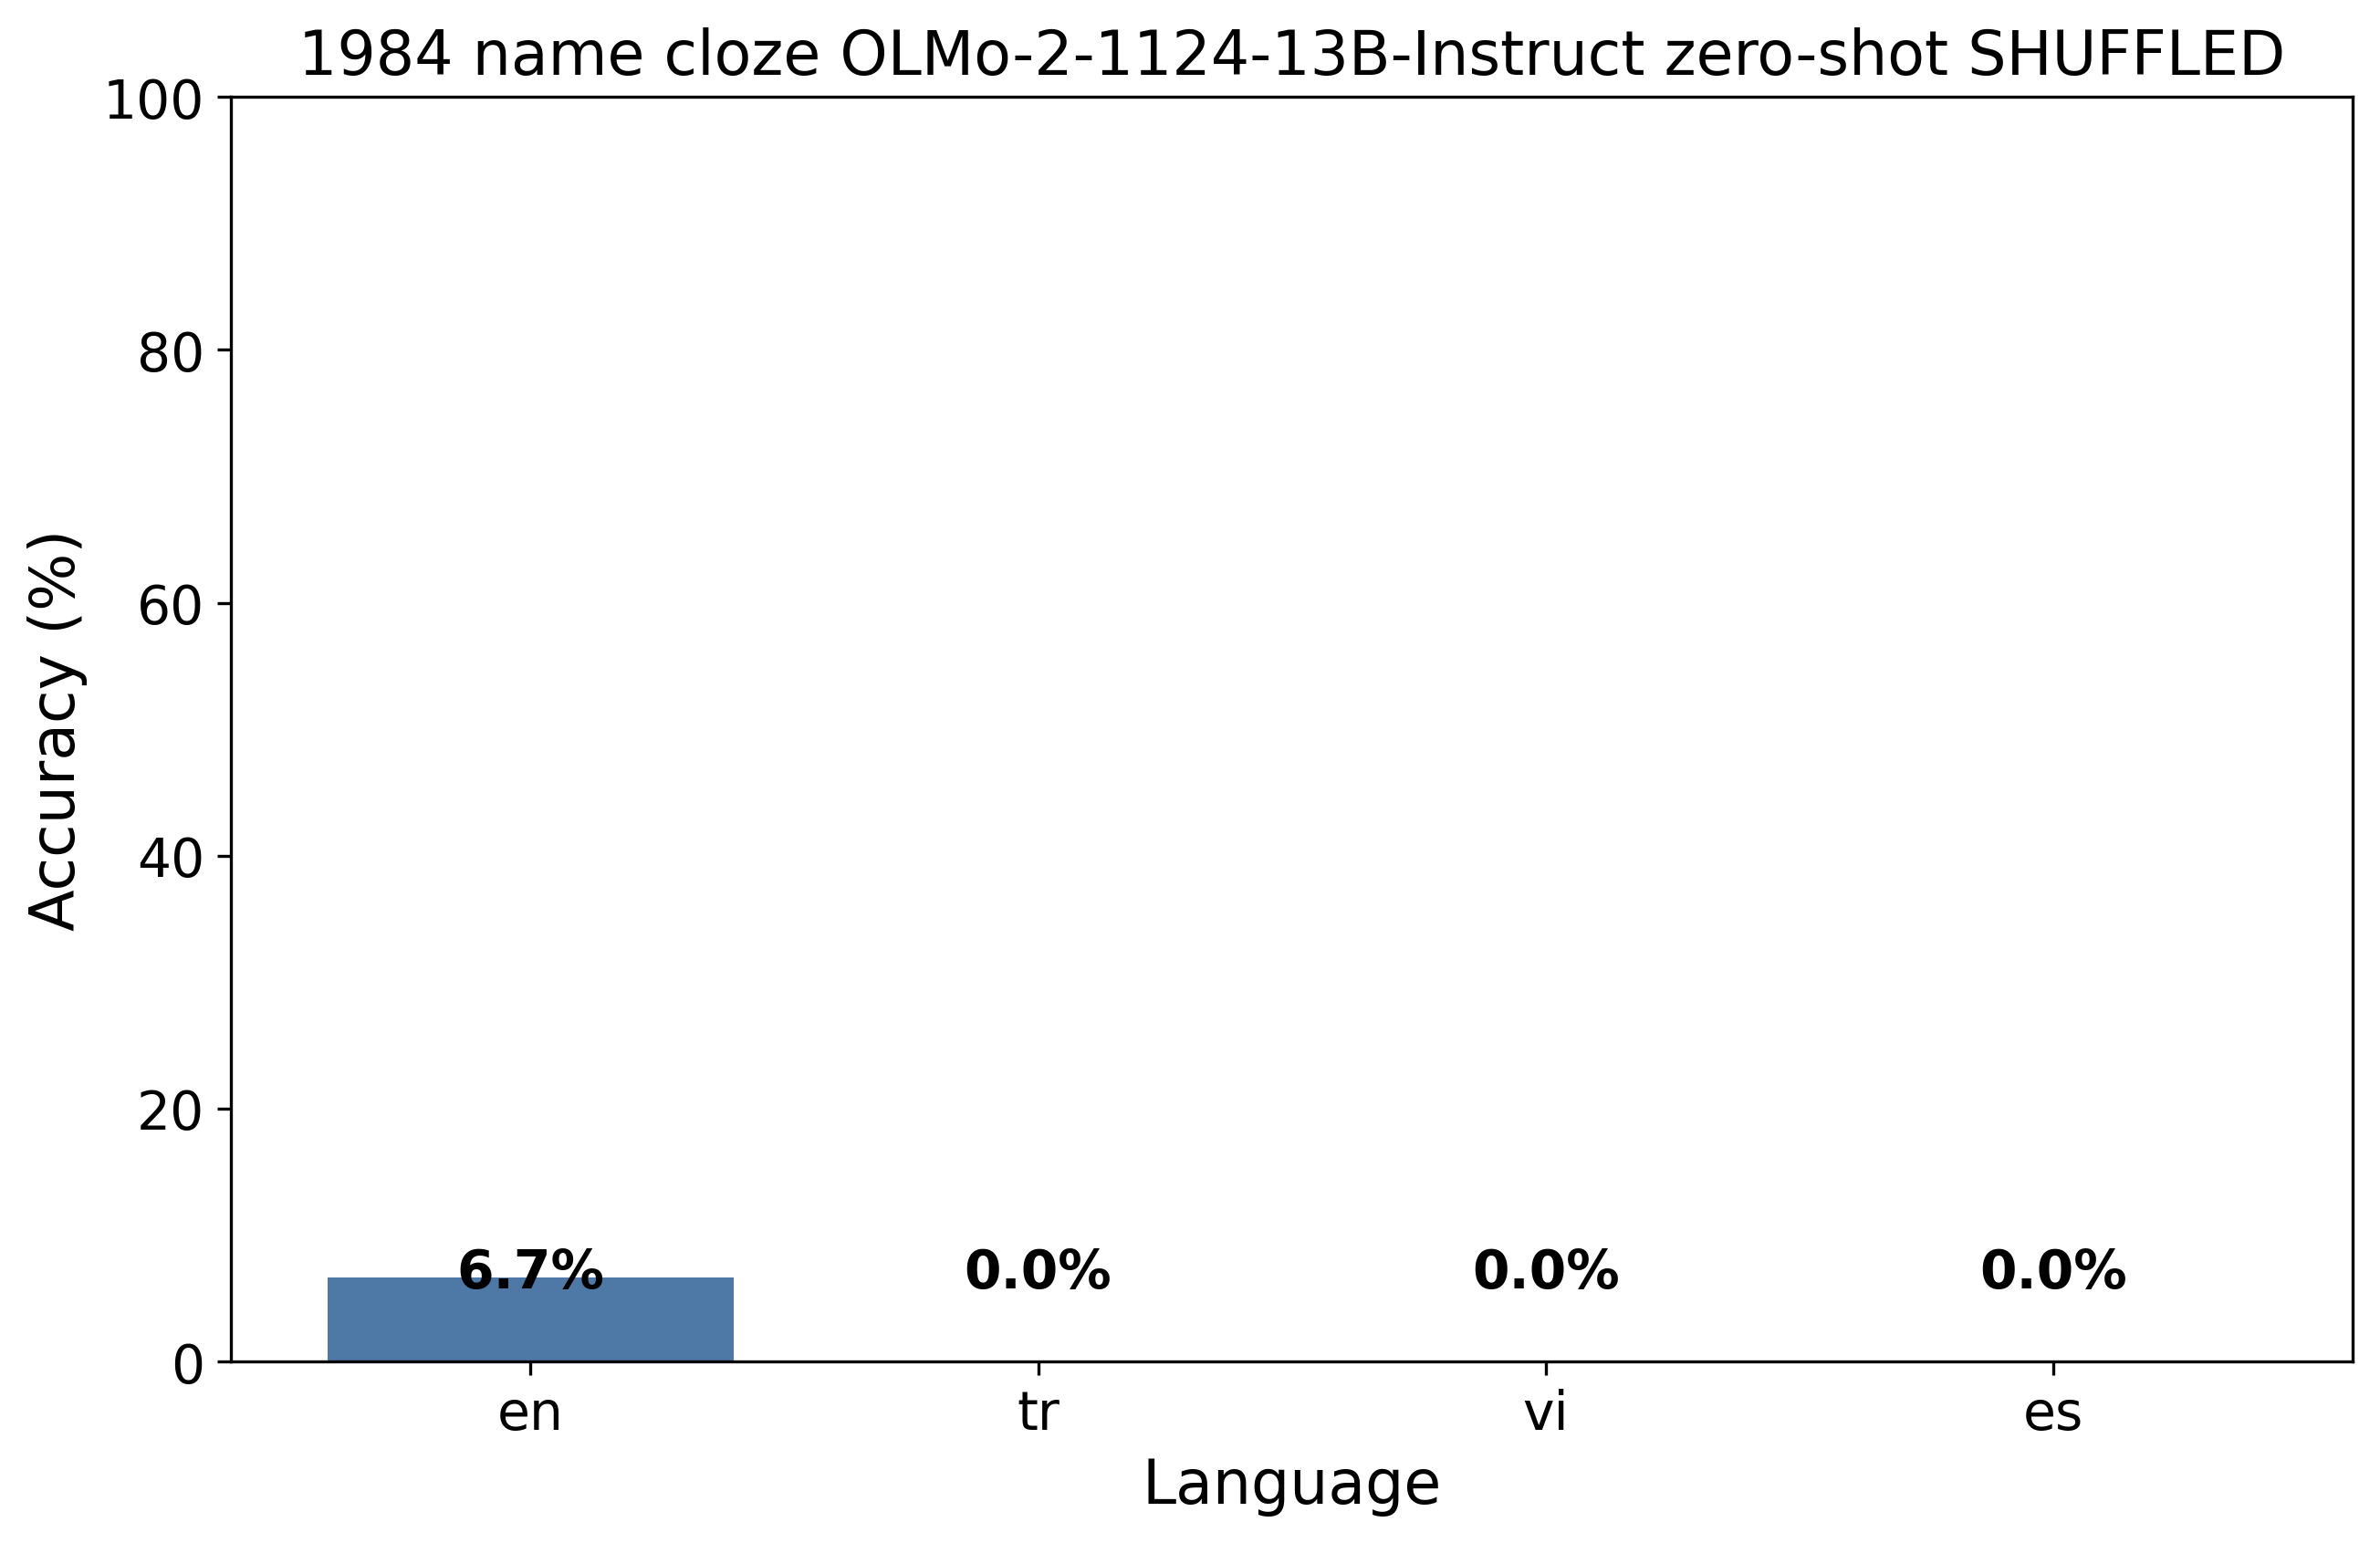 1984 name cloze OLMo-2-1124-13B-Instruct zero-shot SHUFFLED
Accuracy (%)
100
80
60
40
20
0
6.7%
0.0%
0.0%
0.0%
en
tr
vi
es
Language